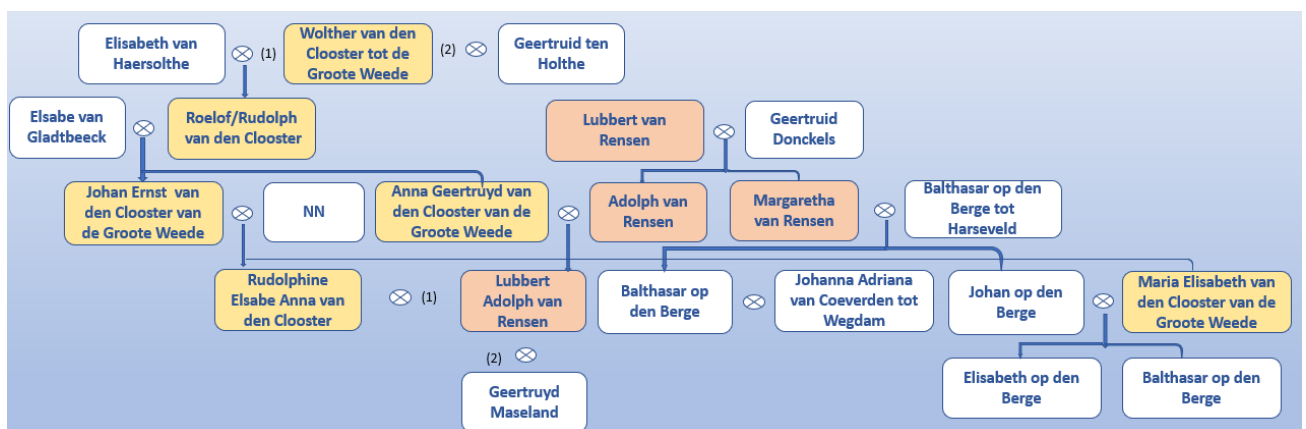 Elisabeth van
Haersolthe
(1)
Wolther van den
Clooster tot de
Groote Weede
(2)
Geertruid ten
Holthe
Elsabe van
Gladtbeeck
Roelof/Rudolph
van den Clooster
Lubbert van
Rensen
Geertruid
Donckels
Johan Ernst van
den Clooster van
de Groote Weede
NN
Anna Geertruyd van
den Clooster van de
Groote Weede
Adolph van
Rensen
Margaretha
van Rensen
Balthasar op den
Berge tot
Harseveld
Rudolphine
Elsabe Anna van
den Clooster
(1)
Lubbert
Adolph van
Rensen
Balthasar op
den Berge
Johanna Adriana
van Coeverden tot
Wegdam
Johan op den
Berge
Maria Elisabeth van
den Clooster van de
Groote Weede
(2)
Geertruyd
Maseland
Elisabeth op den
Berge
Balthasar op den
Berge